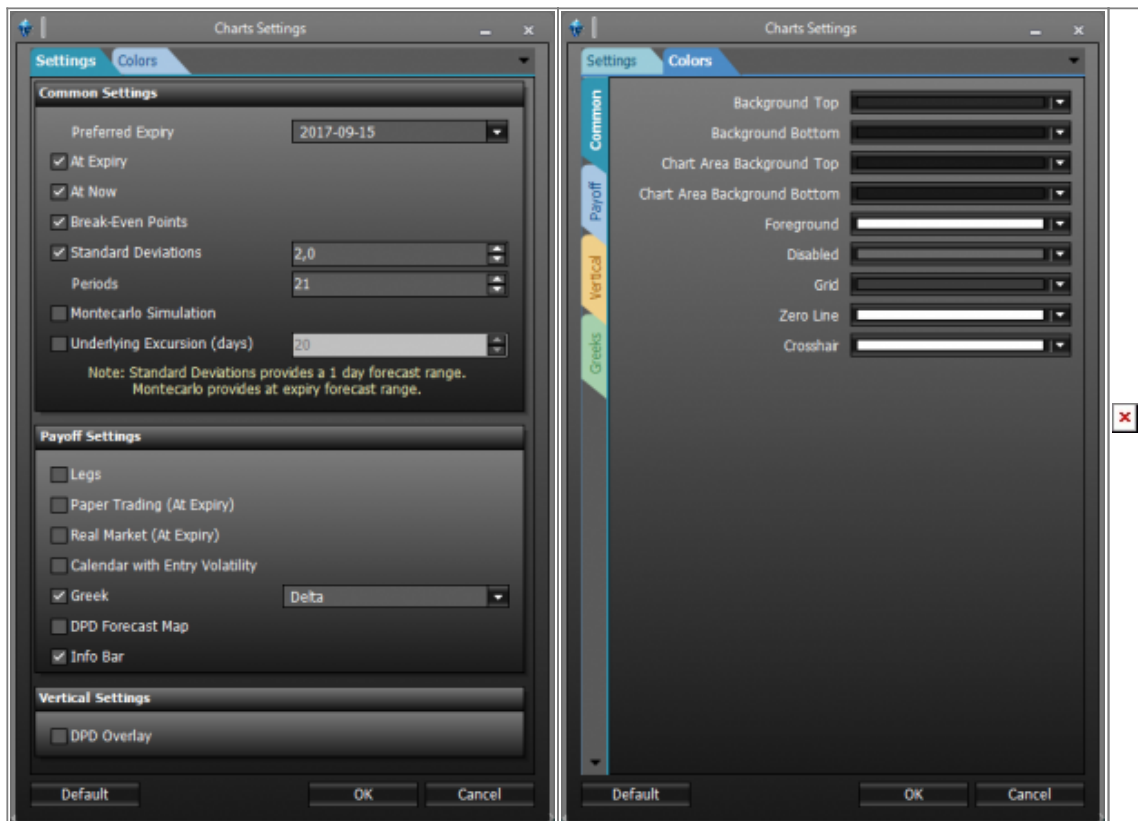 Charts Settings
Settings Colors
Common Settings
Preferred Expiry 2017-09-15
At Expiry
At Now
Break-Even Points
Standard Deviations 2,0
Periods 21
Montecarlo Simulation
Underlying Excursion (days) 20
Note: Standard Deviations provides a 1 day forecast range.
Montecarlo provides at expiry forecast range.
Payoff Settings
Legs
Paper Trading (At Expiry)
Real Market (At Expiry)
Calendar with Entry Volatility
Greek Delta
DPD Forecast Map
Info Bar
Vertical Settings
DPD Overlay
Default OK Cancel
Charts Settings
Settings Colors
Common
Payoff
Vertical
Greeks
Background Top
Background Bottom
Chart Area Background Top
Chart Area Background Bottom
Foreground
Disabled
Grid
Zero Line
Crosshair
Default OK Cancel